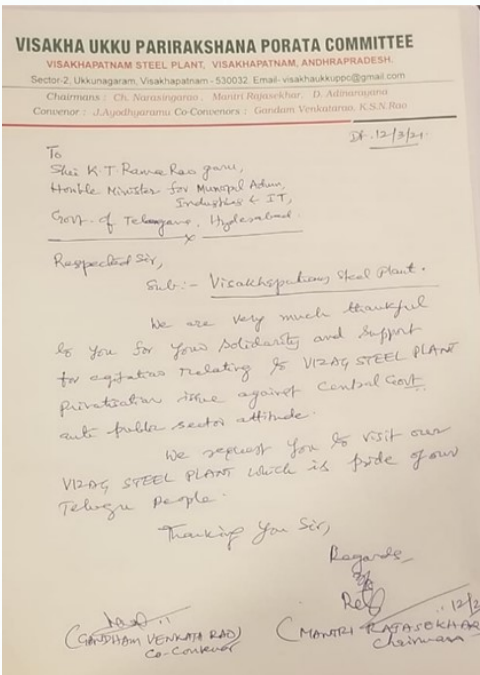 VISAKHA UKKU PARIRAKSHANA PORATA COMMITTEE
VISAKHAPATNAM STEEL PLANT, VISAKHAPATNAM, ANDHRAPRADESH.
Sector-2, Ukkunagaram, Visakhapatnam - 530032. Email- visakhaukkuppc@gmail.com
Chairmans : Ch. Narasingarao, Mantri Rajasekhar, D. Adinarayana
Convenor : J.Ayodhyaramu Co-Convenors : Gandam Venkatarao, K.S.N.Rao
Dt. 12/3/21.
To
Shri K.T. Rama Rao garu,
Honble Minister for Municipal Admn,
Industries & IT,
Govt. of Telangana, Hyderabad.
x
Respected Sir,
Sub:- Visakhapatnam Steel Plant.
We are very much thankful
to you for your solidarity and support
for agitation relating to VIZAG STEEL PLANT
privatisation issue against Central Govt
anti public sector attitude.
We request you to visit our
VIZAG STEEL PLANT which is pride of our
Telugu People.
Thanking You Sir,
Regards,
12/3
(GANDHAM VENKATA RAO)
Co-Convenor
(MANTRI RAJASEKHAR
Chairman